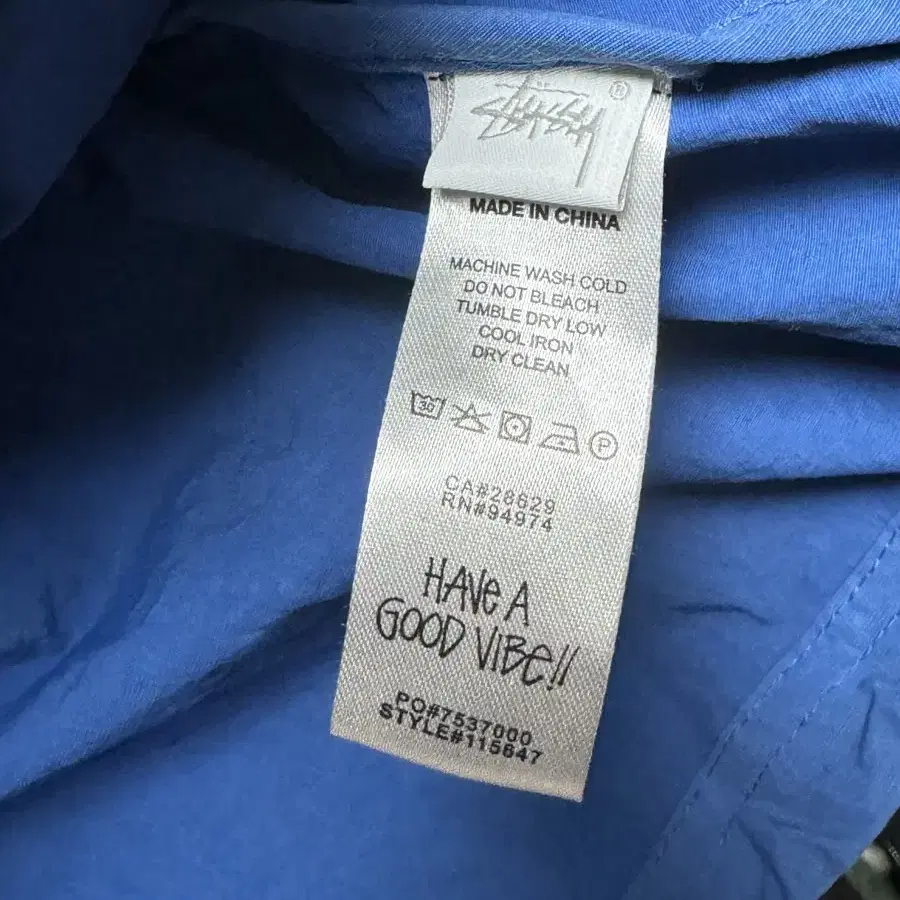 STÜSSY®
MADE IN CHINA
MACHINE WASH COLD
DO NOT BLEACH
TUMBLE DRY LOW
COOL IRON
DRY CLEAN
30
P
CA#28629
RN#94974
HAVE A
GOOD VIBE!!
PO#7537000
STYLE#115647